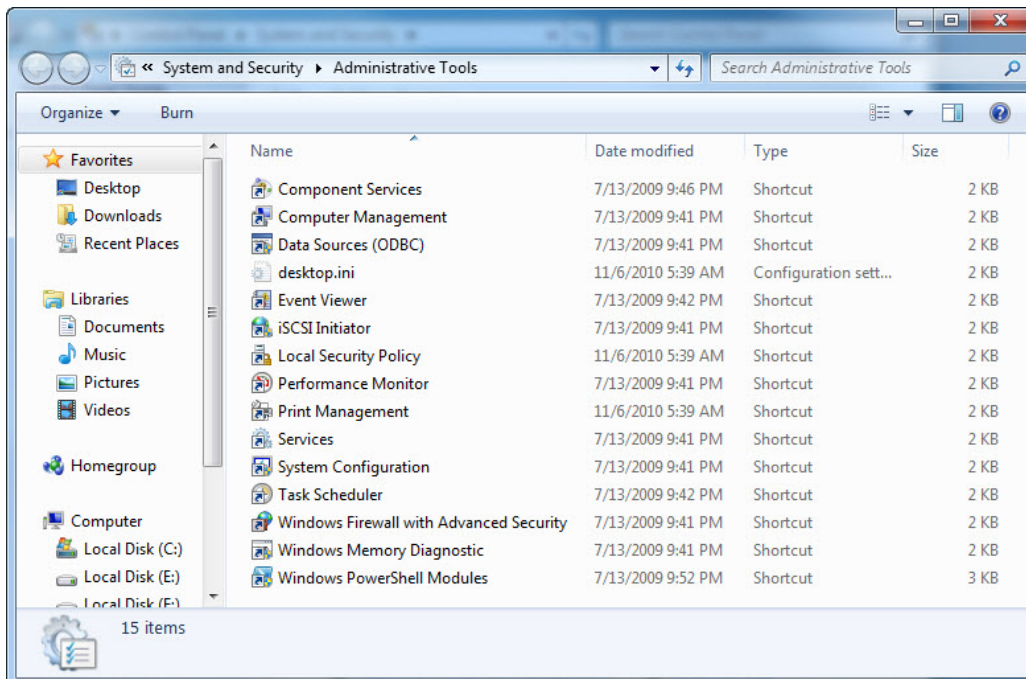 « System and Security ▸ Administrative Tools Search Administrative Tools
Organize Burn
Name Date modified Type Size
Favorites
Desktop
Downloads
Recent Places
Libraries
Documents
Music
Pictures
Videos
Homegroup
Computer
Local Disk (C:)
Local Disk (E:)
Local Disk (F:)
Component Services 7/13/2009 9:46 PM Shortcut 2 KB
Computer Management 7/13/2009 9:41 PM Shortcut 2 KB
Data Sources (ODBC) 7/13/2009 9:41 PM Shortcut 2 KB
desktop.ini 11/6/2010 5:39 AM Configuration sett... 2 KB
Event Viewer 7/13/2009 9:42 PM Shortcut 2 KB
iSCSI Initiator 7/13/2009 9:41 PM Shortcut 2 KB
Local Security Policy 11/6/2010 5:39 AM Shortcut 2 KB
Performance Monitor 7/13/2009 9:41 PM Shortcut 2 KB
Print Management 11/6/2010 5:39 AM Shortcut 2 KB
Services 7/13/2009 9:41 PM Shortcut 2 KB
System Configuration 7/13/2009 9:41 PM Shortcut 2 KB
Task Scheduler 7/13/2009 9:42 PM Shortcut 2 KB
Windows Firewall with Advanced Security 7/13/2009 9:41 PM Shortcut 2 KB
Windows Memory Diagnostic 7/13/2009 9:41 PM Shortcut 2 KB
Windows PowerShell Modules 7/13/2009 9:52 PM Shortcut 3 KB
15 items